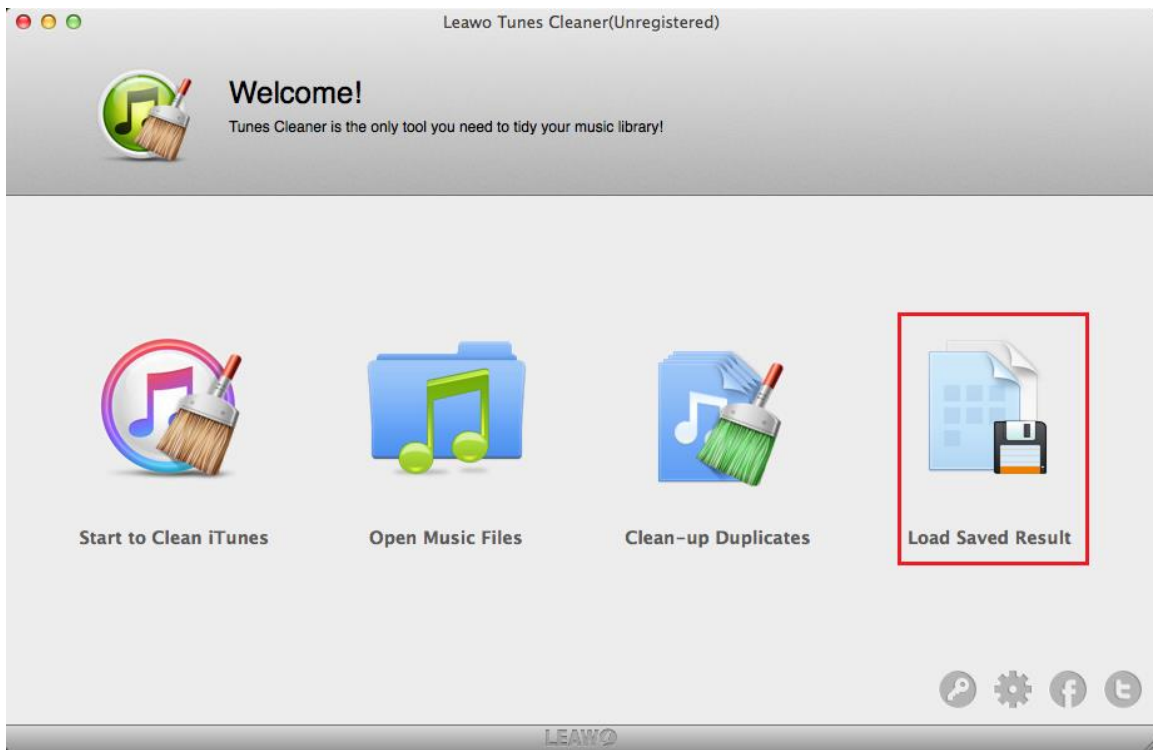 Leawo Tunes Cleaner(Unregistered)
Welcome!
Tunes Cleaner is the only tool you need to tidy your music library!
Start to Clean iTunes
Open Music Files
Clean-up Duplicates
Load Saved Result
LEAWO